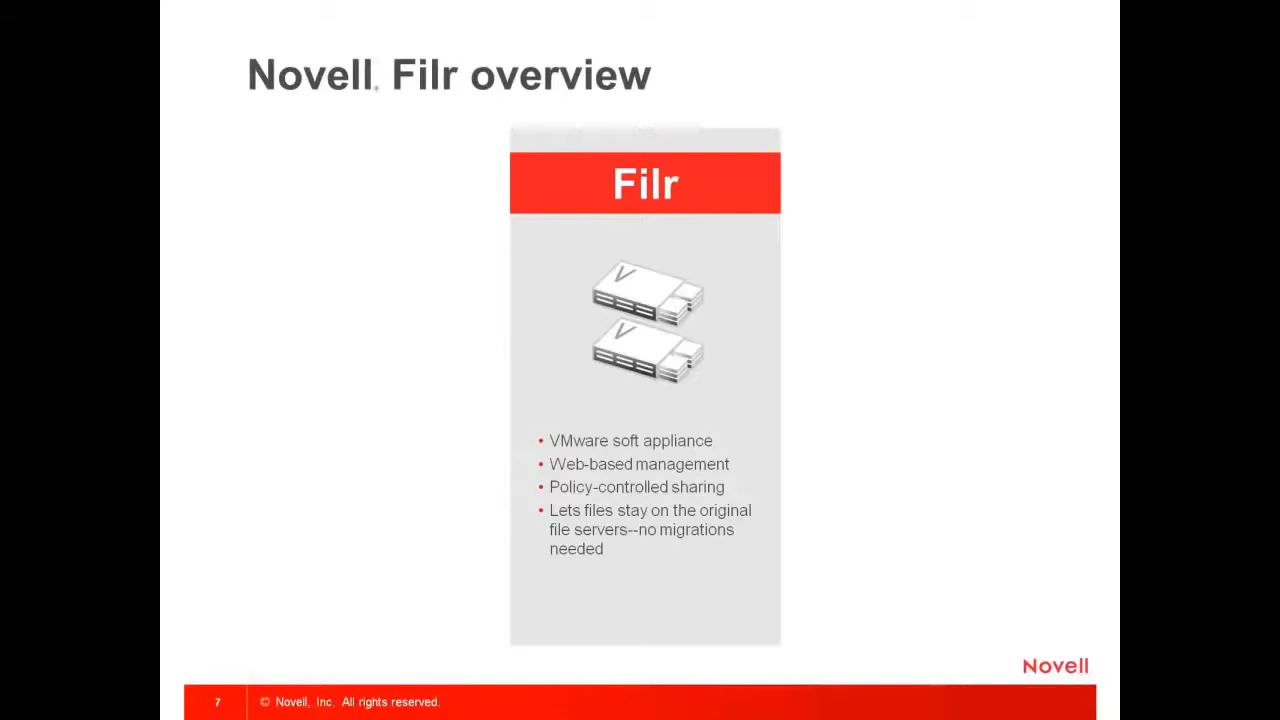 Novell® Filr overview
Filr
V
V
• VMware soft appliance
• Web-based management
• Policy-controlled sharing
• Lets files stay on the original
file servers--no migrations
needed
Novell
7
© Novell, Inc. All rights reserved.